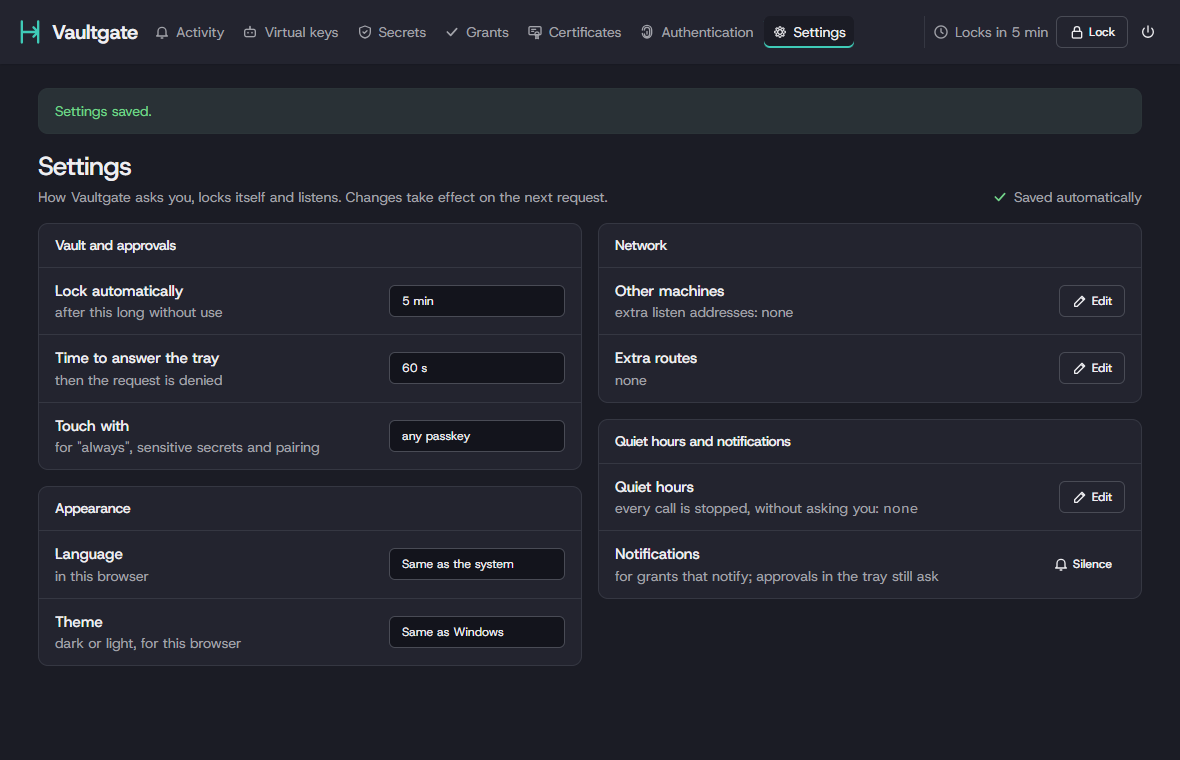 Vaultgate
Activity
Virtual keys
Secrets
Grants
Certificates
Authentication
Settings
Locks in 5 min
Lock
Settings saved.
Settings
How Vaultgate asks you, locks itself and listens. Changes take effect on the next request.
Saved automatically
Vault and approvals
Lock automatically
after this long without use
5 min
Time to answer the tray
then the request is denied
60 s
Touch with
for "always", sensitive secrets and pairing
any passkey
Appearance
Language
in this browser
Same as the system
Theme
dark or light, for this browser
Same as Windows
Network
Other machines
extra listen addresses: none
Edit
Extra routes
none
Edit
Quiet hours and notifications
Quiet hours
every call is stopped, without asking you: none
Edit
Notifications
for grants that notify; approvals in the tray still ask
Silence